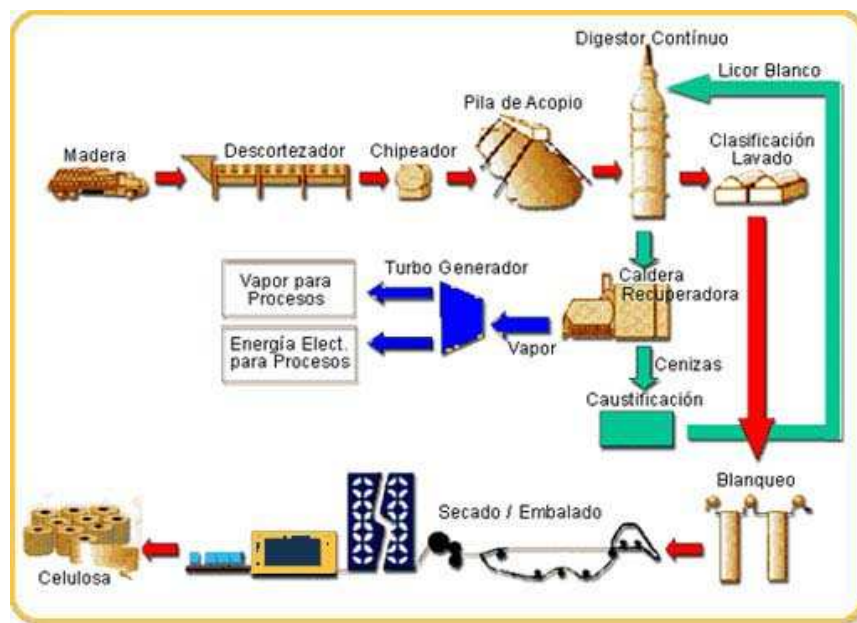 Digestor Contínuo
Licor Blanco
Pila de Acopio
Clasificación
Lavado
Madera
Descortezador
Chipeador
Turbo Generador
Caldera
Recuperadora
Vapor para
Procesos
Energía Elect.
para Procesos
Vapor
Cenizas
Caustificación
Blanqueo
Secado / Embalado
Celulosa